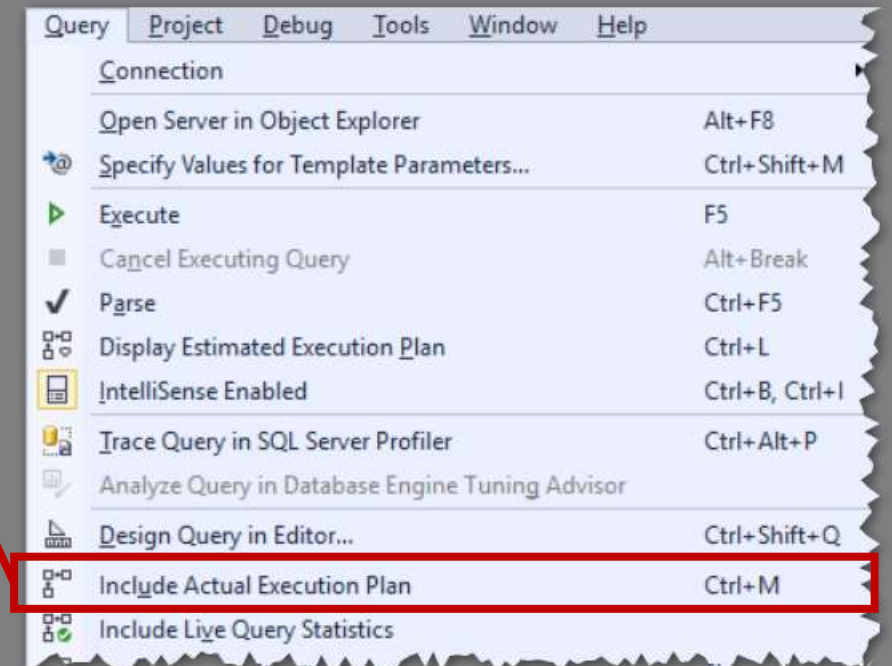 Query Project Debug Tools Window Help
Connection
Open Server in Object Explorer Alt+F8
Specify Values for Template Parameters... Ctrl+Shift+M
Execute F5
Cancel Executing Query Alt+Break
Parse Ctrl+F5
Display Estimated Execution Plan Ctrl+L
IntelliSense Enabled Ctrl+B, Ctrl+I
Trace Query in SQL Server Profiler Ctrl+Alt+P
Analyze Query in Database Engine Tuning Advisor
Design Query in Editor... Ctrl+Shift+Q
Include Actual Execution Plan Ctrl+M
Include Live Query Statistics